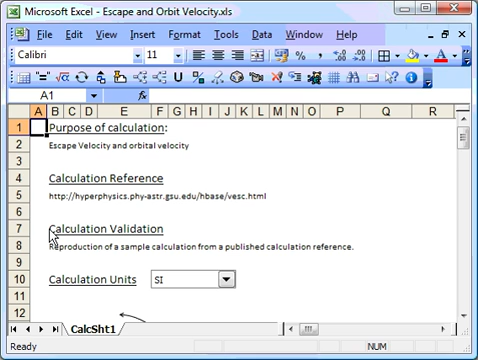 Microsoft Excel - Escape and Orbit Velocity.xls
File Edit View Insert Format Tools Data Window Help
Calibri 11
A1 fx
A B C D E F G H I J K L M N O P Q R
1 Purpose of calculation:
2 Escape Velocity and orbital velocity
3
4 Calculation Reference
5 http://hyperphysics.phy-astr.gsu.edu/hbase/vesc.html
6
7 Calculation Validation
8 Reproduction of a sample calculation from a published calculation reference.
9
10 Calculation Units SI
11
12
CalcSht1
Ready NUM